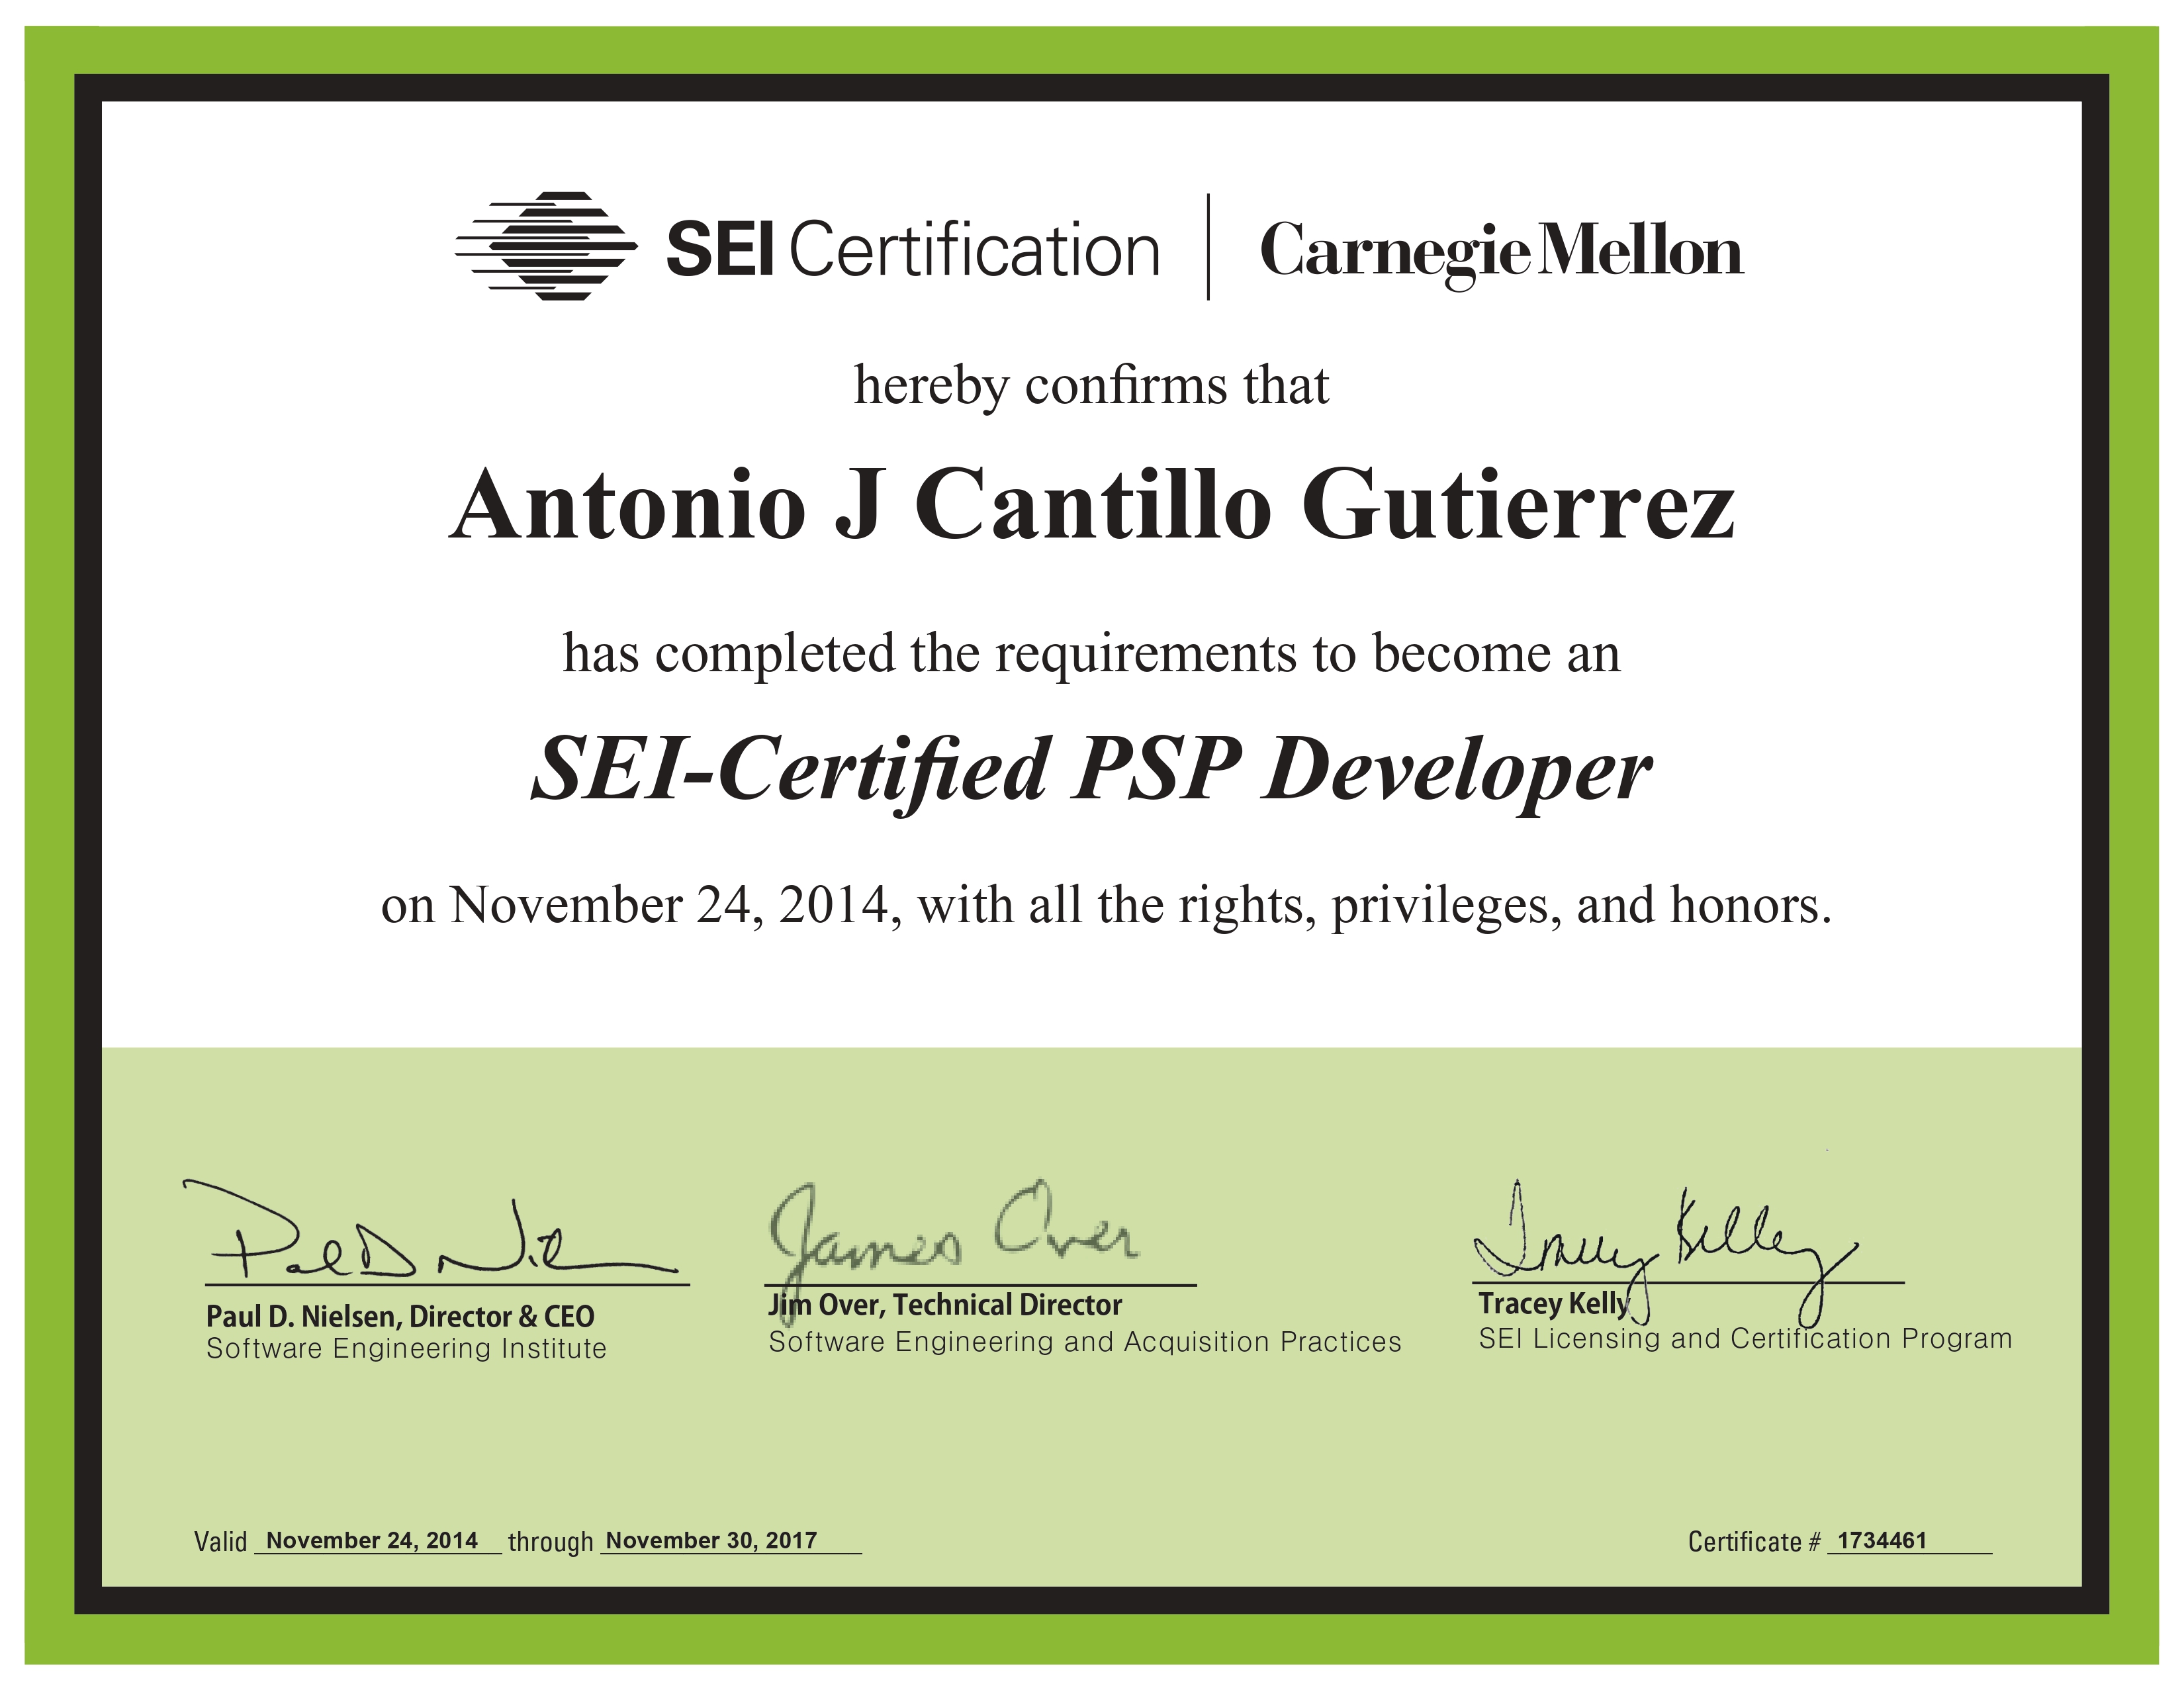 SEI Certification | Carnegie Mellon
hereby confirms that
Antonio J Cantillo Gutierrez
has completed the requirements to become an
SEI-Certified PSP Developer
on November 24, 2014, with all the rights, privileges, and honors.
James Over
Tracey Kelly
Paul D. Nielsen, Director & CEO
Software Engineering Institute
Jim Over, Technical Director
Software Engineering and Acquisition Practices
Tracey Kelly
SEI Licensing and Certification Program
Valid November 24, 2014 through November 30, 2017
Certificate # 1734461